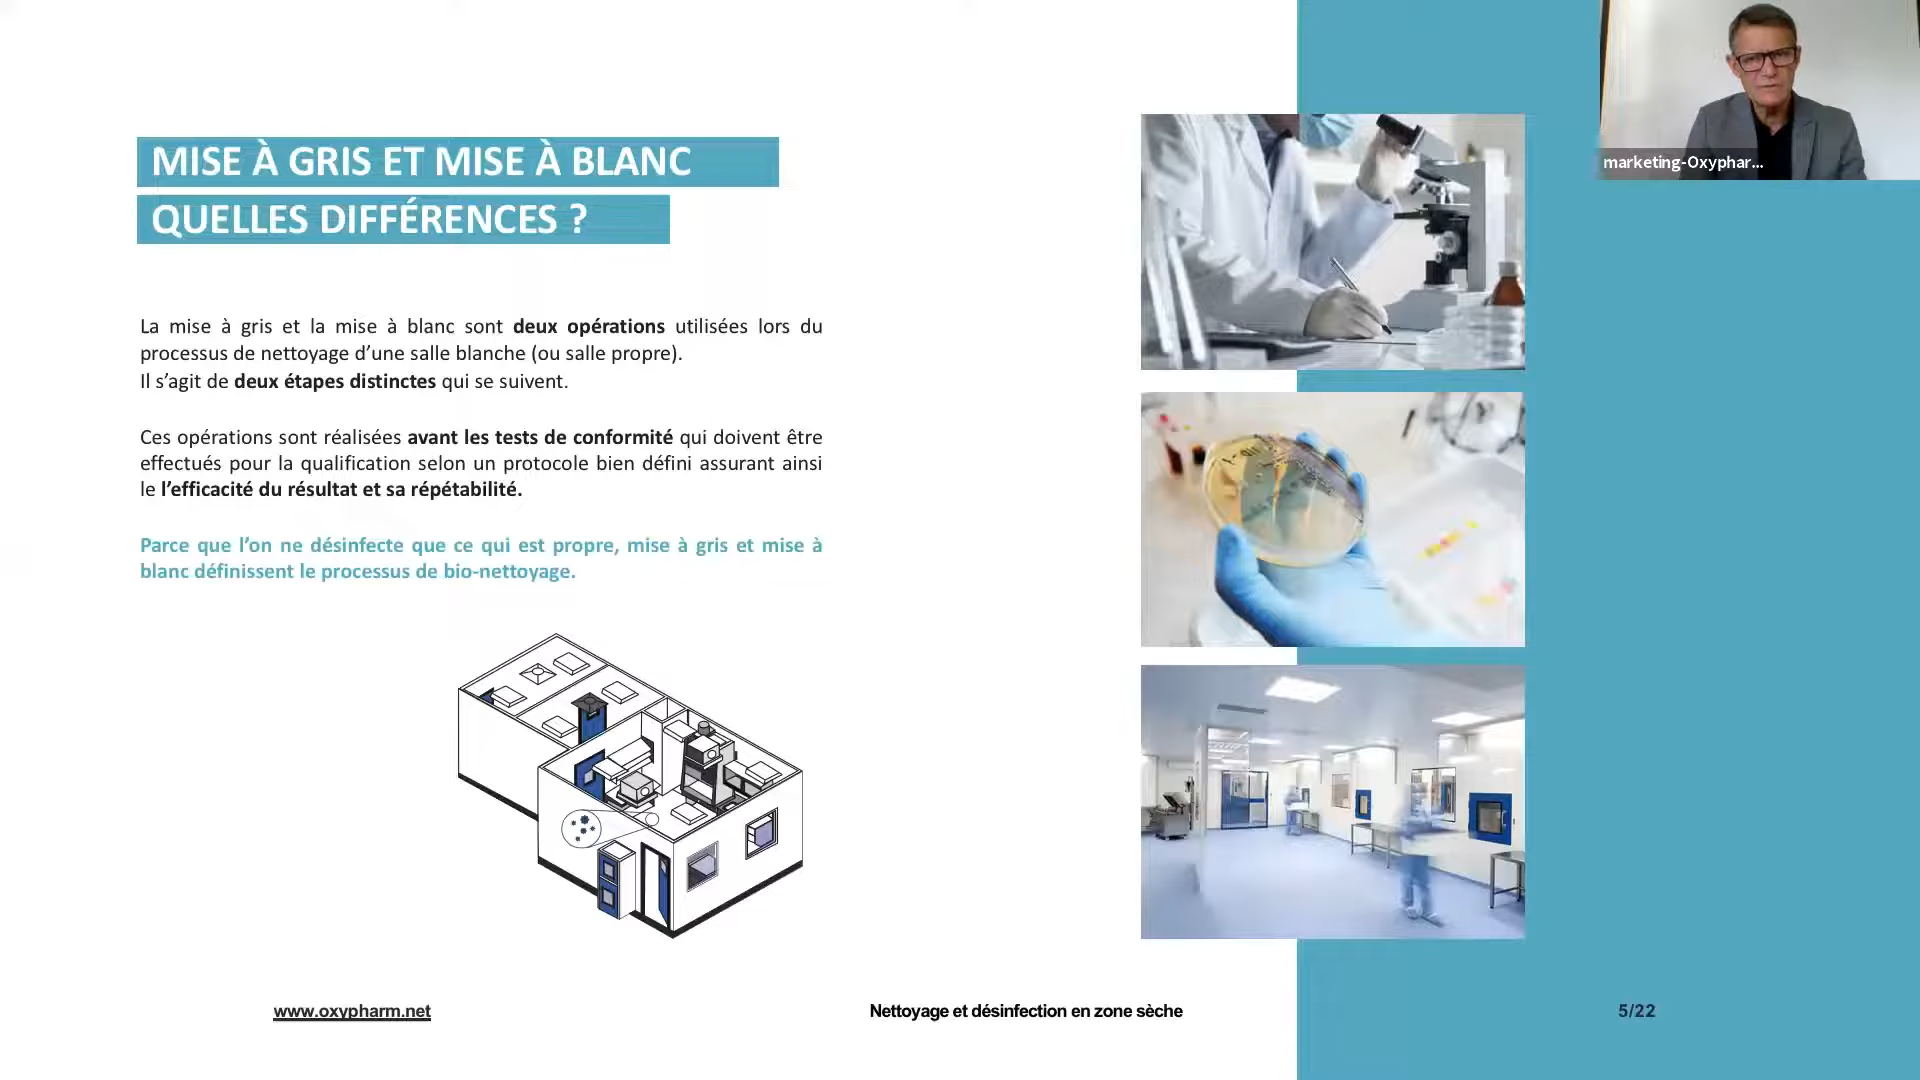 MISE À GRIS ET MISE À BLANC
QUELLES DIFFÉRENCES ?
marketing-Oxyphar...
La mise à gris et la mise à blanc sont deux opérations utilisées lors du
processus de nettoyage d’une salle blanche (ou salle propre).
Il s’agit de deux étapes distinctes qui se suivent.
Ces opérations sont réalisées avant les tests de conformité qui doivent être
effectués pour la qualification selon un protocole bien défini assurant ainsi
le l’efficacité du résultat et sa répétabilité.
Parce que l’on ne désinfecte que ce qui est propre, mise à gris et mise à
blanc définissent le processus de bio-nettoyage.
www.oxypharm.net
Nettoyage et désinfection en zone sèche
5/22